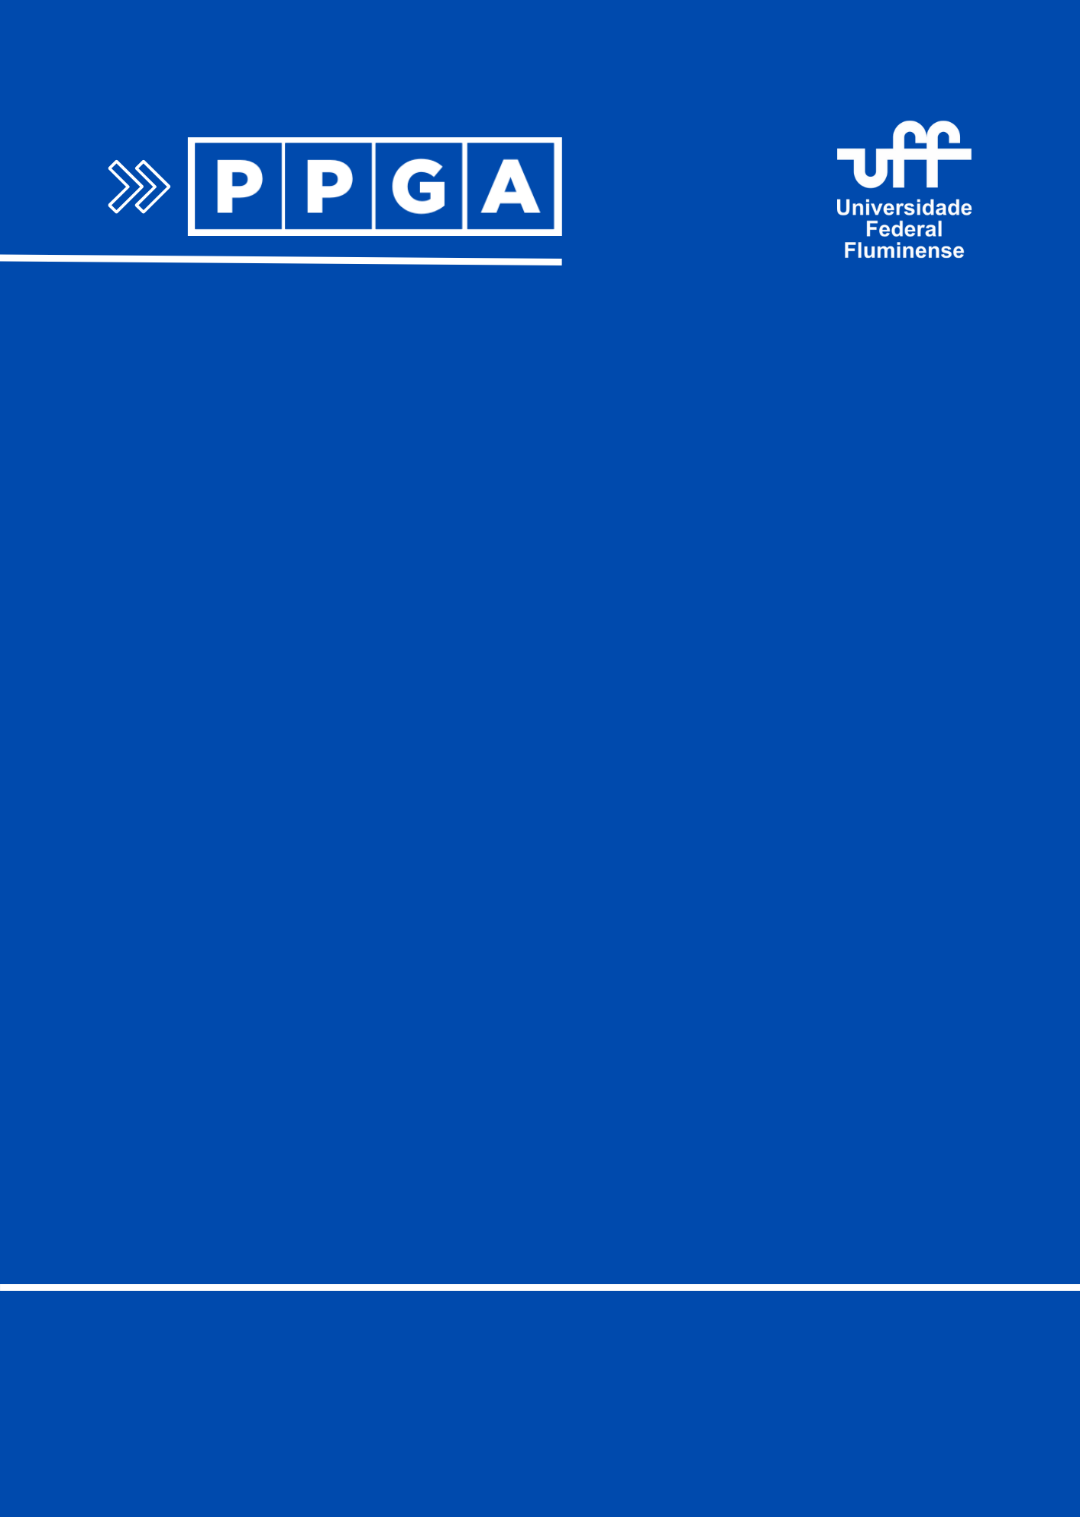 PPGA
uff
Universidade
Federal
Fluminense